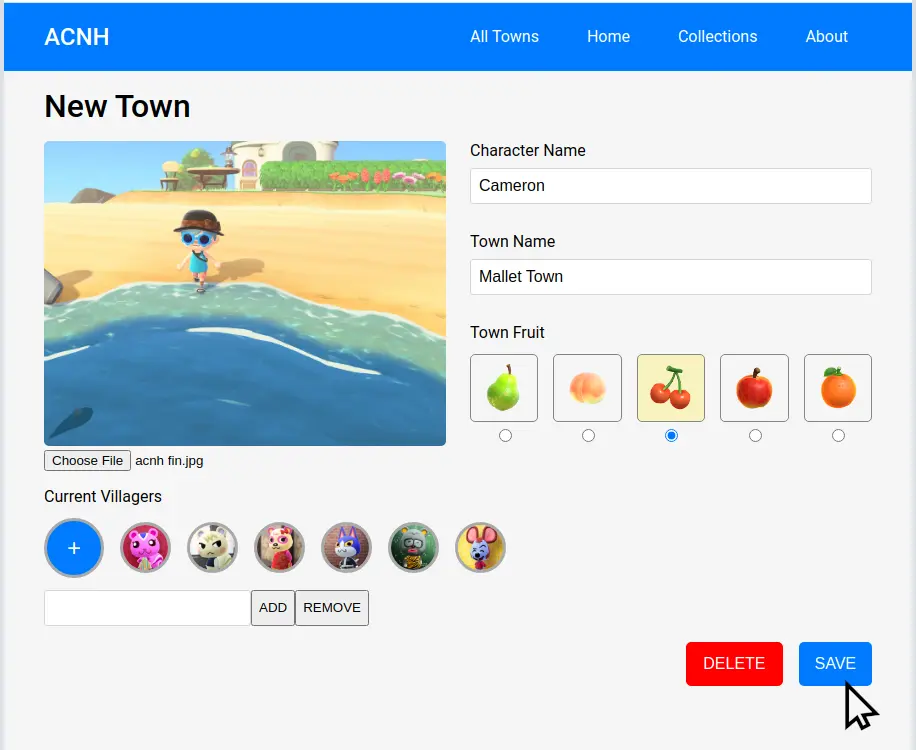 ACNH
All Towns Home Collections About
New Town
Character Name
Cameron
Town Name
Mallet Town
Town Fruit
Choose File acnh fin.jpg
Current Villagers
+
ADD REMOVE
DELETE SAVE